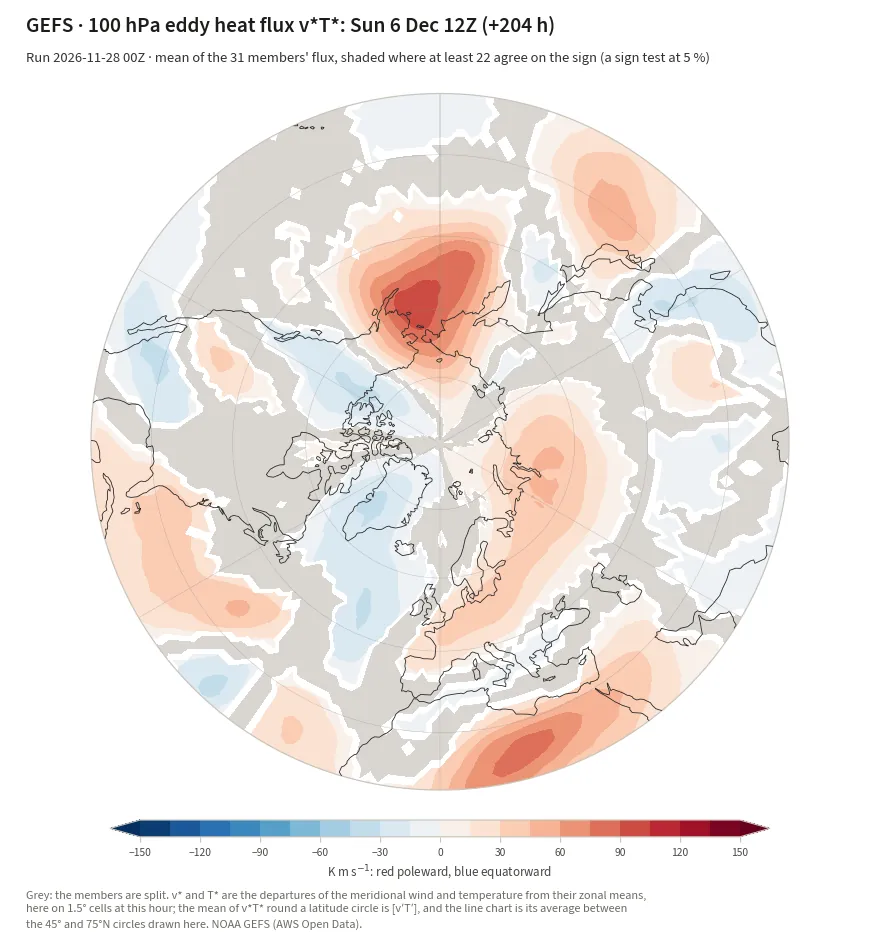 GEFS · 100 hPa eddy heat flux v*T*: Sun 6 Dec 12Z (+204 h)
Run 2026-11-28 00Z · mean of the 31 members' flux, shaded where at least 22 agree on the sign (a sign test at 5 %)
−150 −120 −90 −60 −30 0 30 60 90 120 150
K m s⁻¹: red poleward, blue equatorward
Grey: the members are split. v* and T* are the departures of the meridional wind and temperature from their zonal means,
here on 1.5° cells at this hour; the mean of v*T* round a latitude circle is [v'T'], and the line chart is its average between
the 45° and 75°N circles drawn here. NOAA GEFS (AWS Open Data).